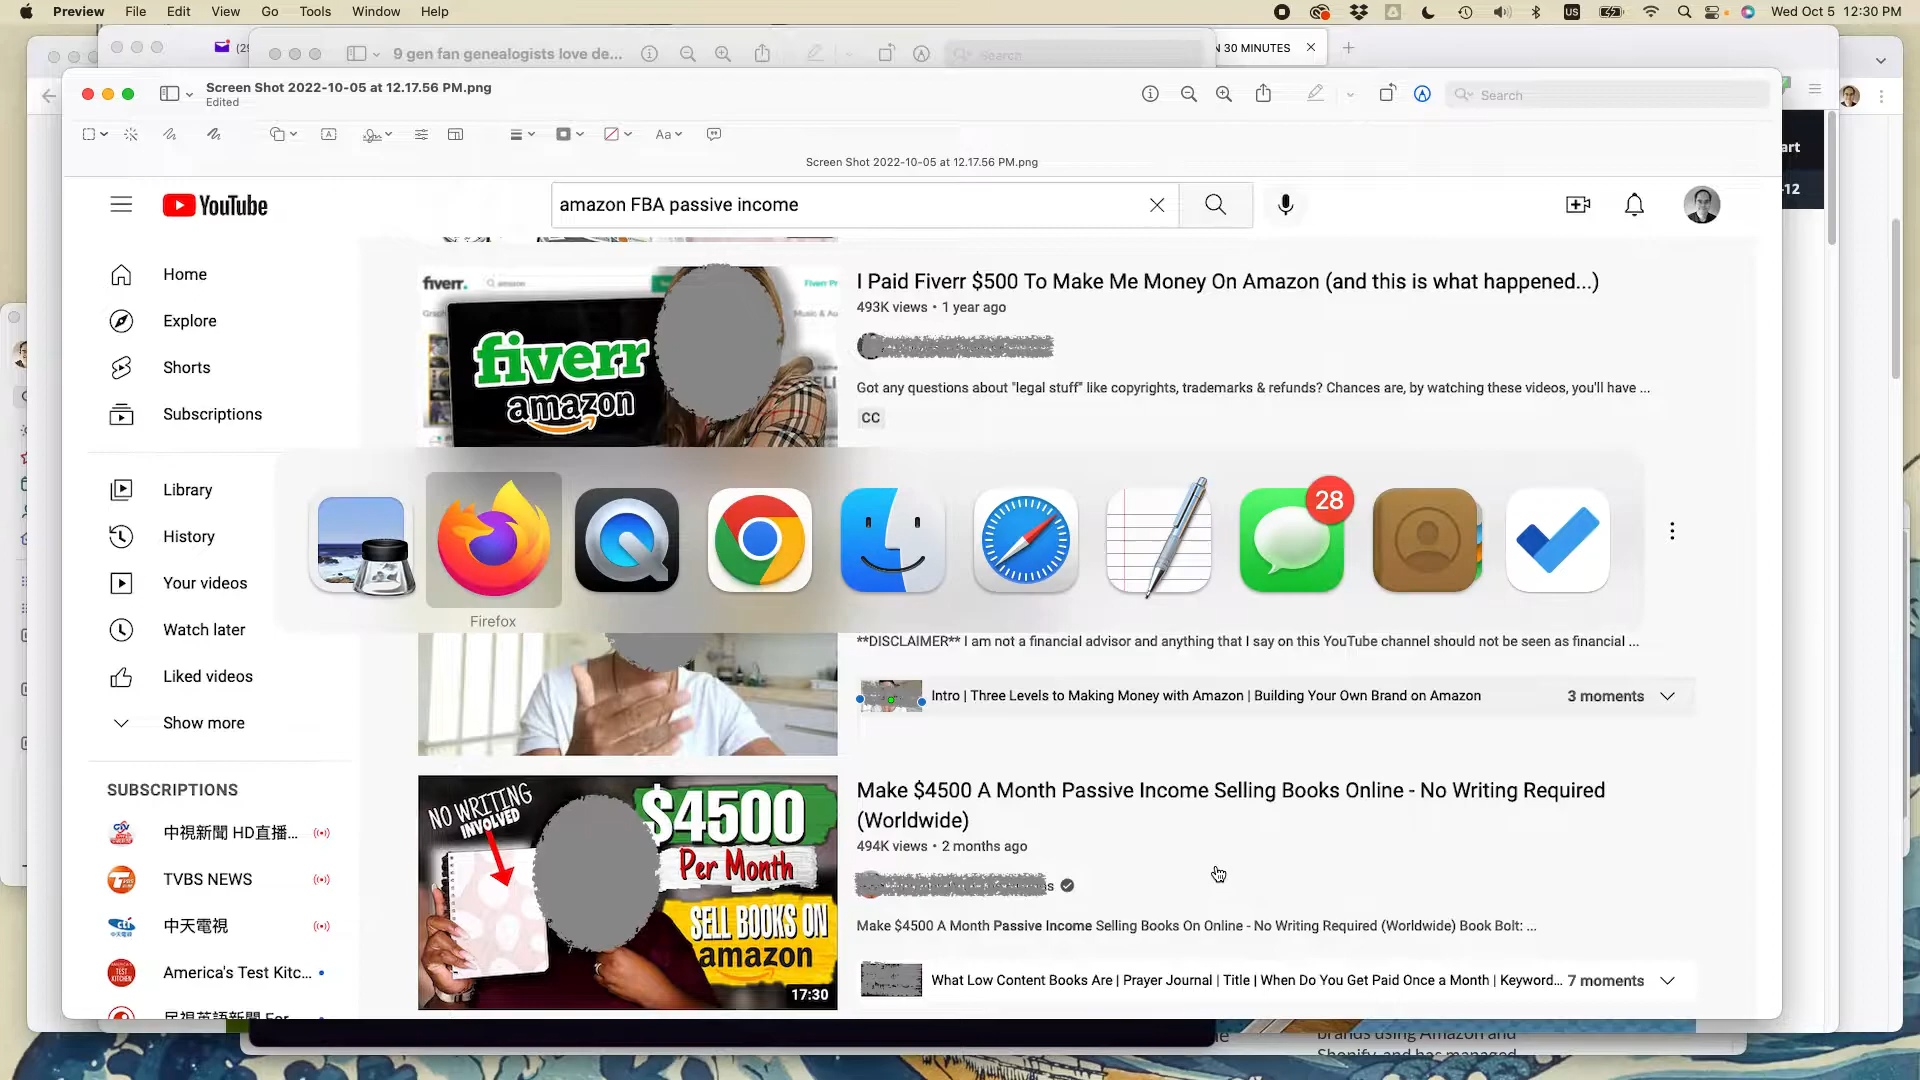 Preview File Edit View Go Tools Window Help
US
Wed Oct 5 12:30 PM
9 gen fan genealogists love de...
Search
N 30 MINUTES
Screen Shot 2022-10-05 at 12.17.56 PM.png
Edited
Search
Aa
Screen Shot 2022-10-05 at 12.17.56 PM.png
art
-12
YouTube
amazon FBA passive income
Home
Explore
Shorts
Subscriptions
Library
History
Your videos
Watch later
Liked videos
Show more
SUBSCRIPTIONS
中視新聞 HD直播...
TVBS NEWS
中天電視
America's Test Kitc...
fiverr.
amazon
fiverr
amazon
I Paid Fiverr $500 To Make Me Money On Amazon (and this is what happened...)
493K views • 1 year ago
Got any questions about "legal stuff" like copyrights, trademarks & refunds? Chances are, by watching these videos, you'll have ...
CC
28
Firefox
**DISCLAIMER** I am not a financial advisor and anything that I say on this YouTube channel should not be seen as financial ...
Intro | Three Levels to Making Money with Amazon | Building Your Own Brand on Amazon
3 moments
NO WRITING
INVOLVED
$4500
Per Month
SELL BOOKS ON
amazon
17:30
Make $4500 A Month Passive Income Selling Books Online - No Writing Required
(Worldwide)
494K views • 2 months ago
Make $4500 A Month Passive Income Selling Books On Online - No Writing Required (Worldwide) Book Bolt: ...
What Low Content Books Are | Prayer Journal | Title | When Do You Get Paid Once a Month | Keyword...
7 moments
brands using Amazon and
Shopify, and has managed